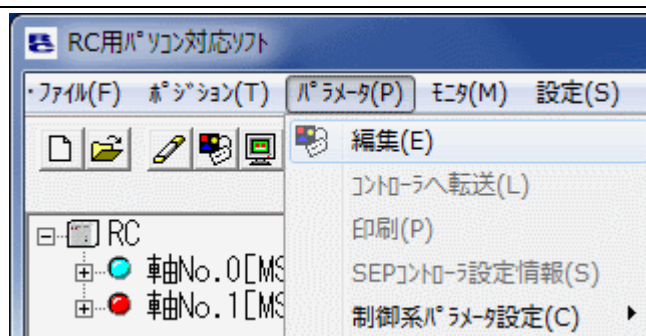 RC用ﾊﾟｿｺﾝ対応ｿﾌﾄ
ﾌｧｲﾙ(F) ﾎﾟｼﾞｼｮﾝ(T) ﾊﾟﾗﾒｰﾀ(P) ﾓﾆﾀ(M) 設定(S)
編集(E)
ｺﾝﾄﾛｰﾗへ転送(L)
印刷(P)
SEPｺﾝﾄﾛｰﾗ設定情報(S)
制御系ﾊﾟﾗﾒｰﾀ設定(C)
RC
軸No.0[MS
軸No.1[MS